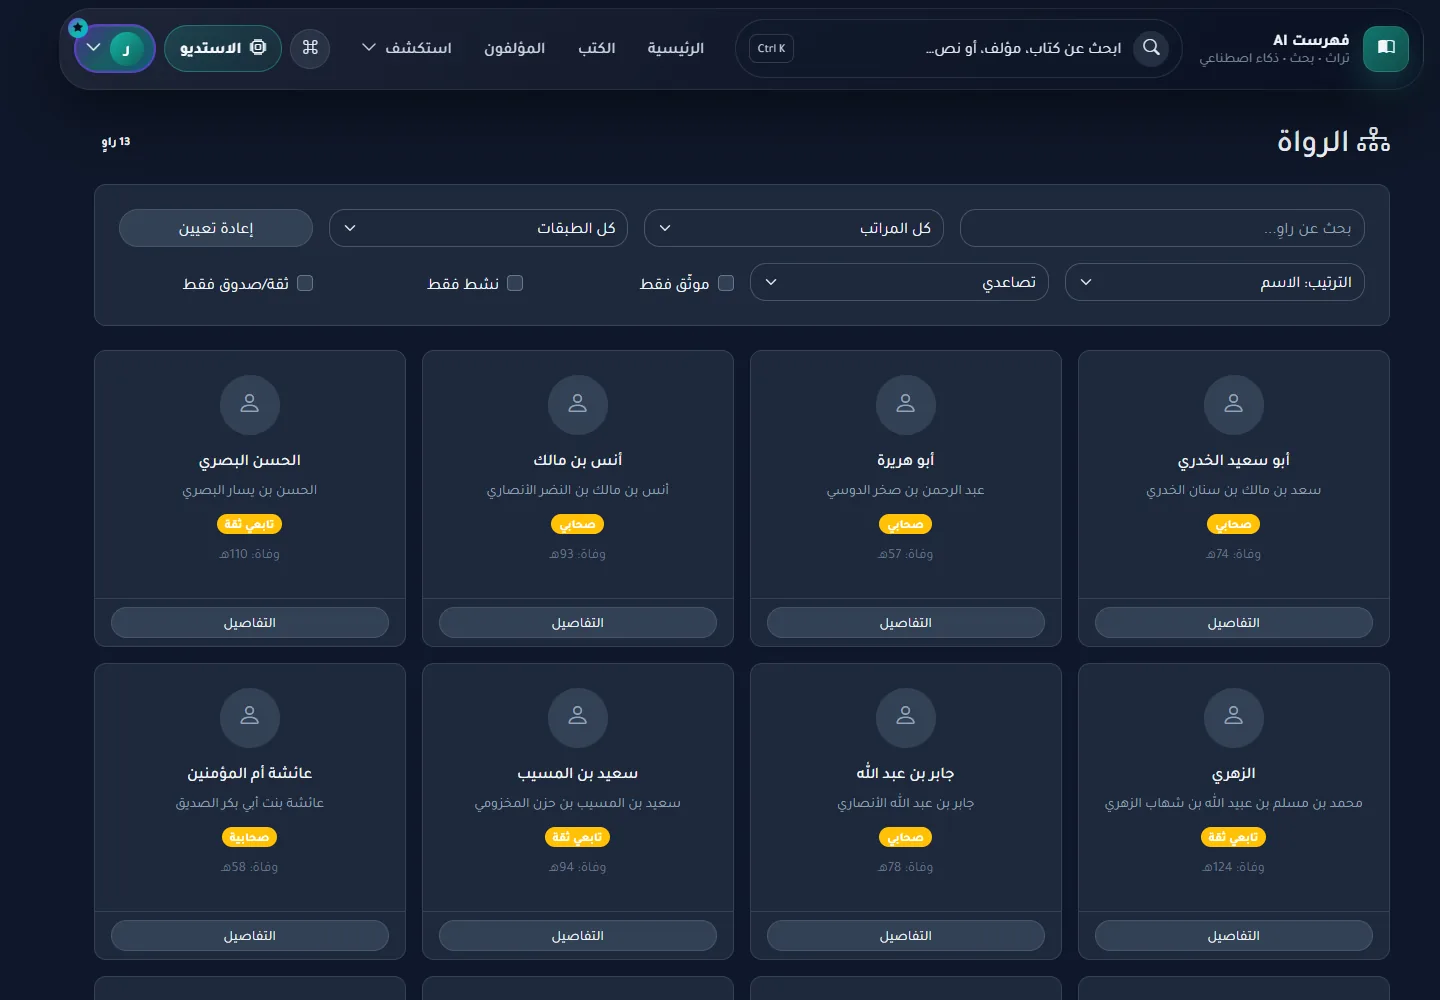 فهرست AI
تراث · بحث · ذكاء اصطناعي
ابحث عن كتاب، مؤلف، أو نص...
Ctrl K
الرئيسية
الكتب
المؤلفون
استكشف
⌘
الاستديو
ر
الرواة
13 راوٍ
بحث عن راوٍ...
كل المراتب
كل الطبقات
إعادة تعيين
الترتيب: الاسم
تصاعدي
موثّق فقط
نشط فقط
ثقة/صدوق فقط
أبو سعيد الخدري
سعد بن مالك بن سنان الخدري
صحابي
وفاة: 74هـ
التفاصيل
أبو هريرة
عبد الرحمن بن صخر الدوسي
صحابي
وفاة: 57هـ
التفاصيل
أنس بن مالك
أنس بن مالك بن النضر الأنصاري
صحابي
وفاة: 93هـ
التفاصيل
الحسن البصري
الحسن بن يسار البصري
تابعي ثقة
وفاة: 110هـ
التفاصيل
الزهري
محمد بن مسلم بن عبيد الله بن شهاب الزهري
تابعي ثقة
وفاة: 124هـ
التفاصيل
جابر بن عبد الله
جابر بن عبد الله الأنصاري
صحابي
وفاة: 78هـ
التفاصيل
سعيد بن المسيب
سعيد بن المسيب بن حزن المخزومي
تابعي ثقة
وفاة: 94هـ
التفاصيل
عائشة أم المؤمنين
عائشة بنت أبي بكر الصديق
صحابية
وفاة: 58هـ
التفاصيل